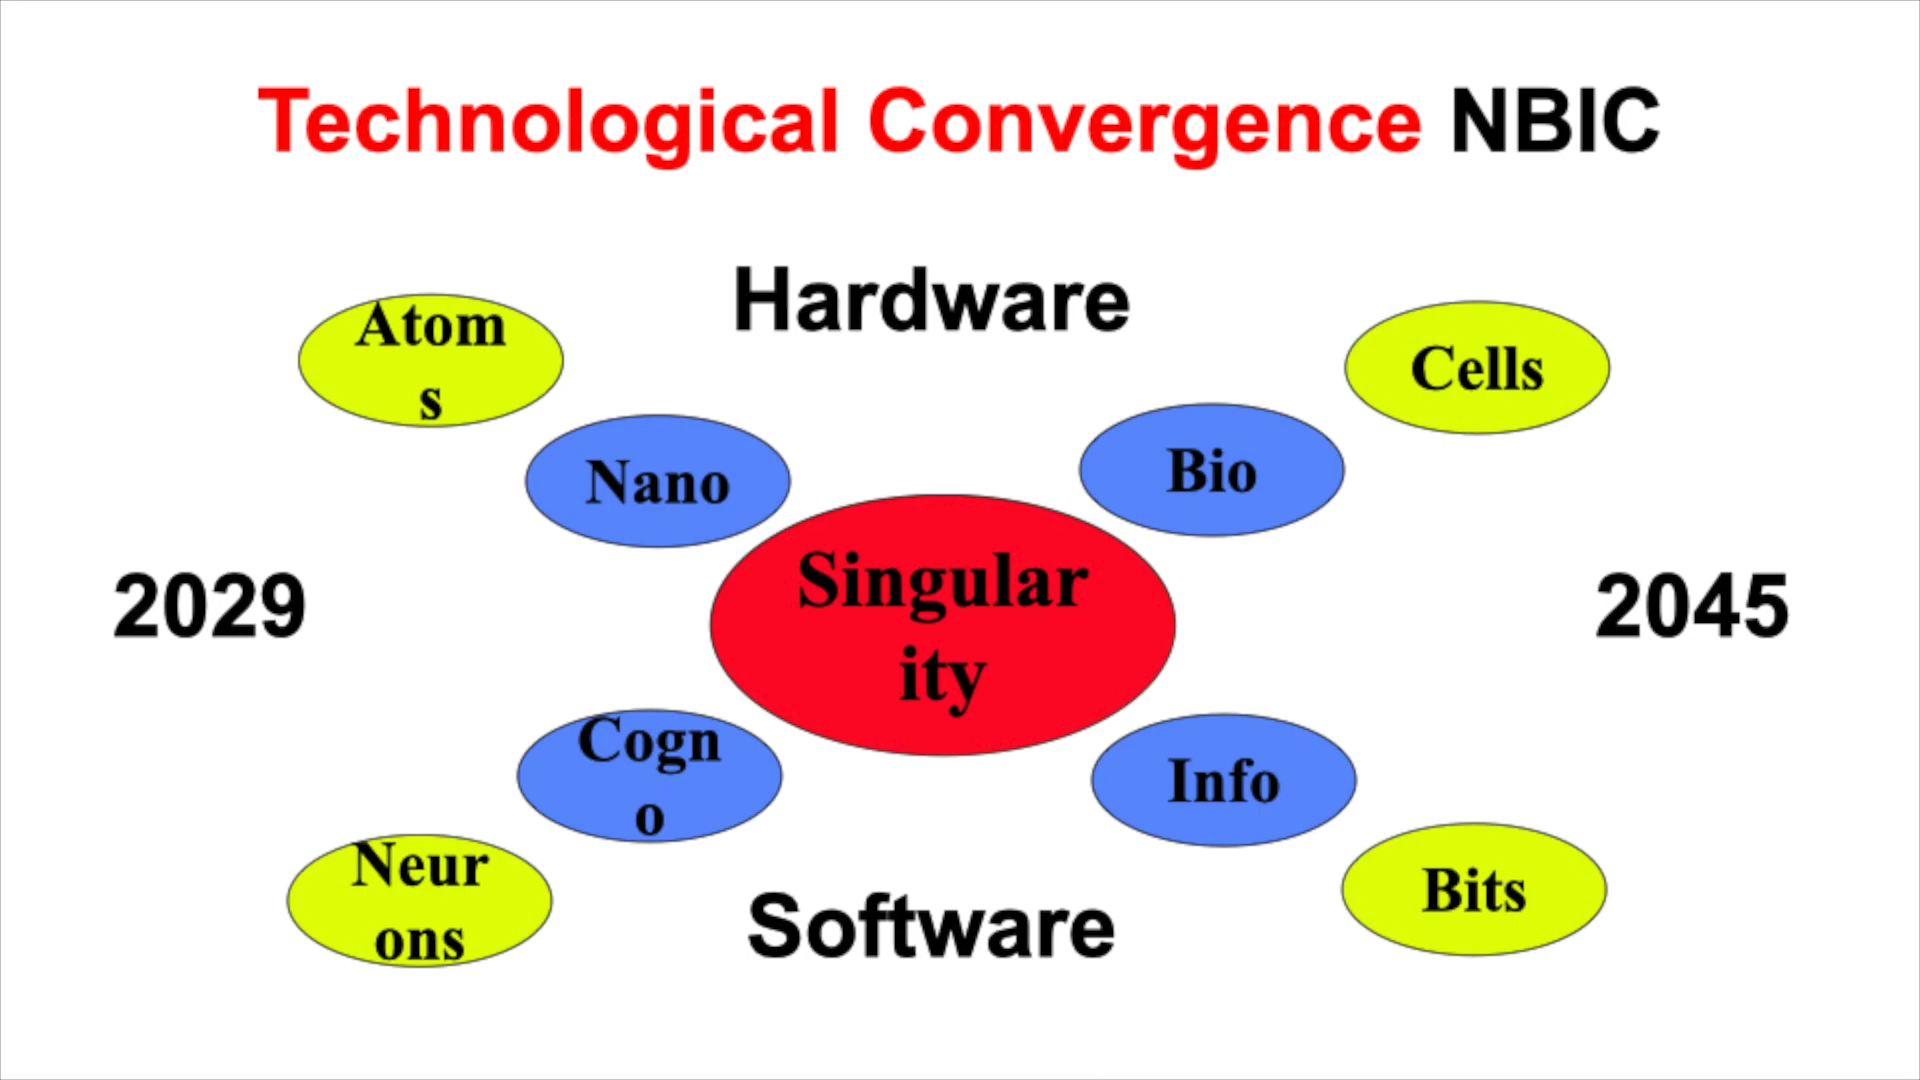 Technological Convergence NBIC
Hardware
Atom
s
Cells
Nano
Bio
Singular
ity
2029
2045
Cogn
o
Info
Neur
ons
Bits
Software